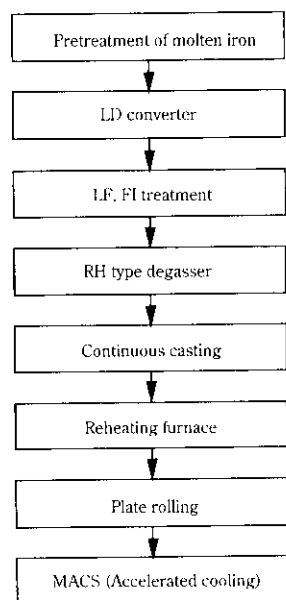 Pretreatment of molten iron
LD converter
LF, FI treatment
RH type degasser
Continuous casting
Reheating furnace
Plate rolling
MACS (Accelerated cooling)